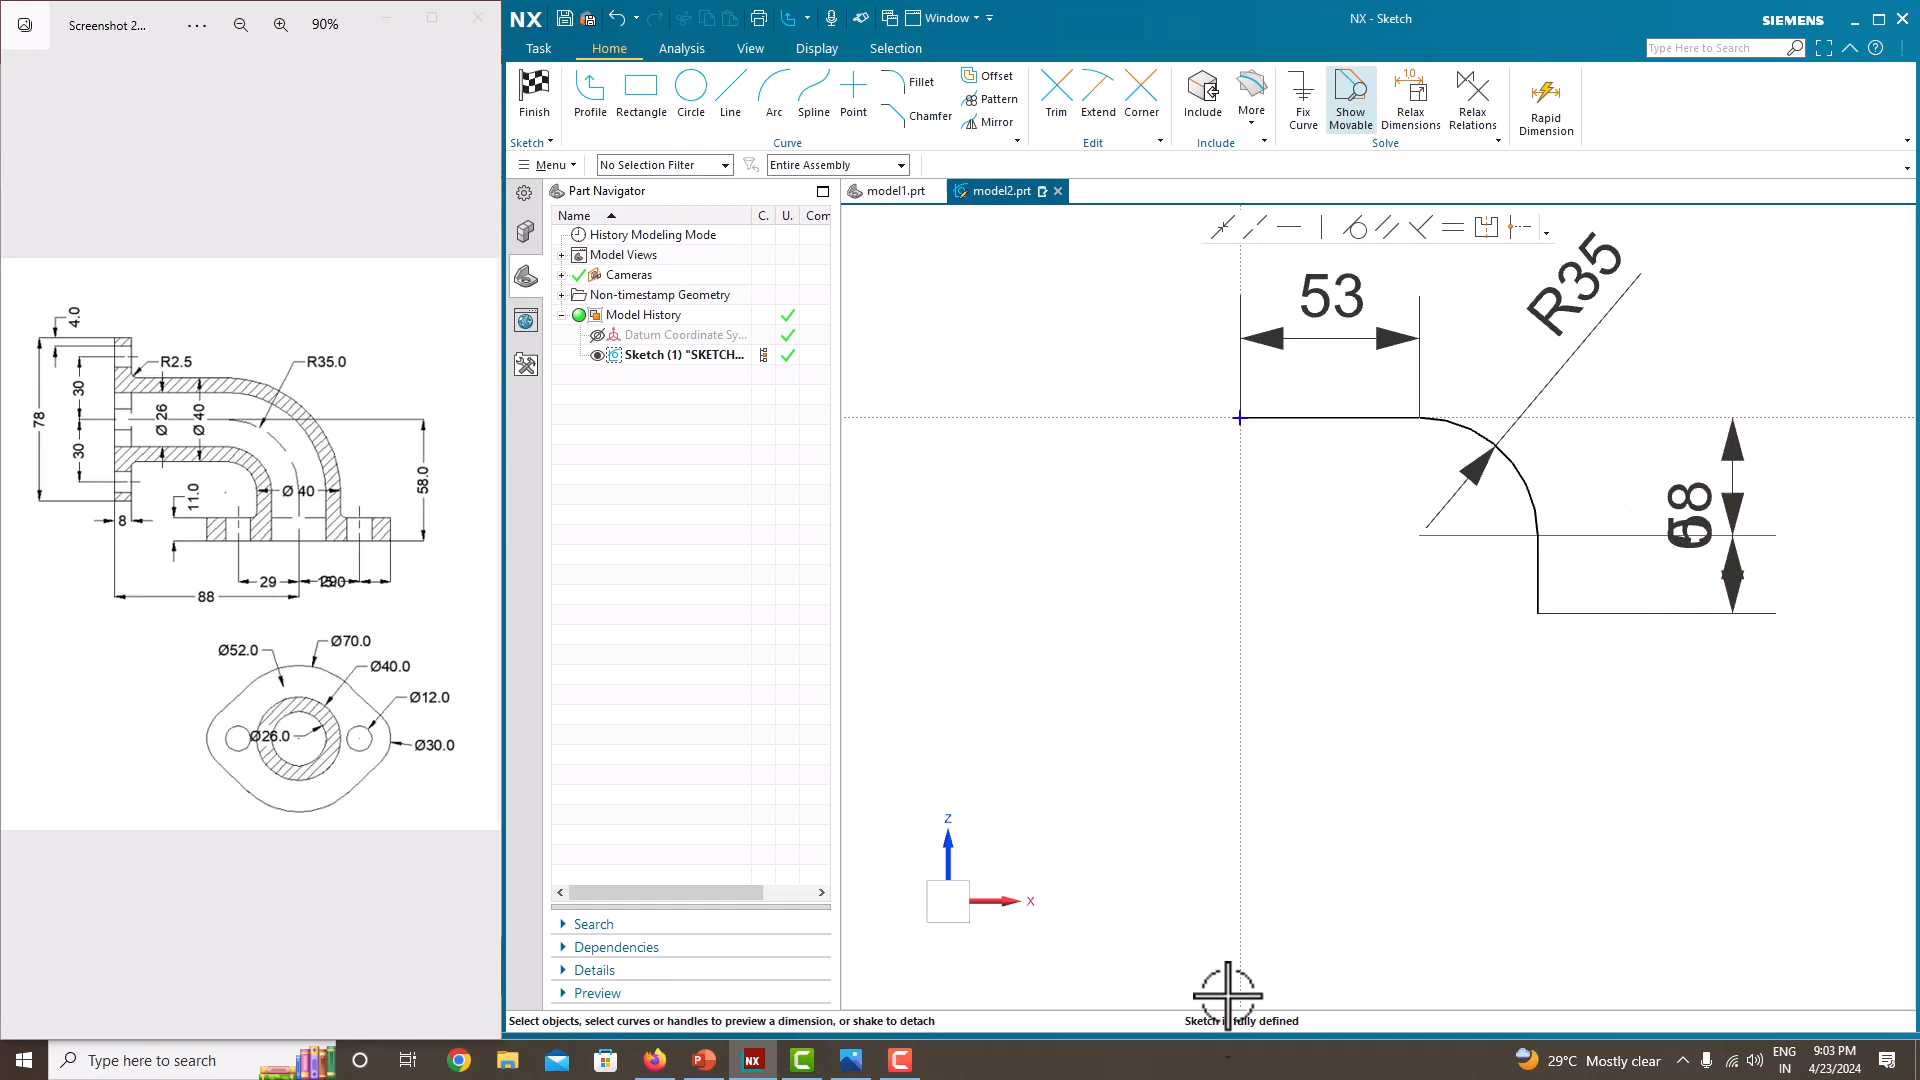 Screenshot 2...
90%
NX
Window
NX - Sketch
SIEMENS
Task
Home
Analysis
View
Display
Selection
Type Here to Search
Finish
Profile
Rectangle
Circle
Line
Arc
Spline
Point
Fillet
Chamfer
Offset
Pattern
Mirror
Trim
Extend
Corner
Include
More
Fix
Curve
Show
Movable
Relax
Dimensions
Relax
Relations
Rapid
Dimension
Sketch
Curve
Edit
Include
Solve
Menu
No Selection Filter
Entire Assembly
Part Navigator
model1.prt
model2.prt
Name
C.
U.
Com
History Modeling Mode
Model Views
Cameras
Non-timestamp Geometry
Model History
Datum Coordinate Sy...
Sketch (1) "SKETCH...
Search
Dependencies
Details
Preview
4.0
R2.5
R35.0
30
78
Ø 26
Ø 40
30
58.0
11.0
Ø 40
8
29
88
Ø52.0
Ø70.0
Ø40.0
Ø12.0
Ø26.0
Ø30.0
53
R35
58
Z
X
Select objects, select curves or handles to preview a dimension, or shake to detach
Sketch is fully defined
Type here to search
NX
29°C Mostly clear
ENG
IN
9:03 PM
4/23/2024